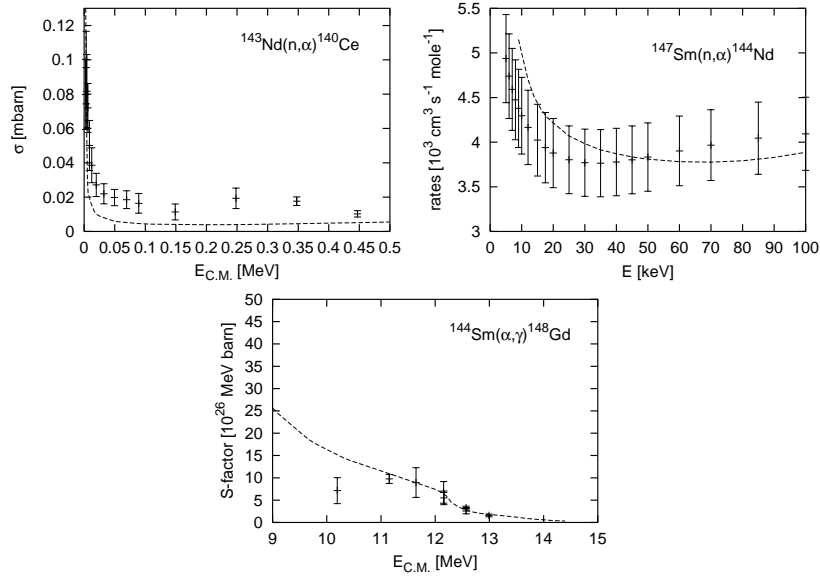 ¹⁴³Nd(n,α)¹⁴⁰Ce
σ [mbarn]
0.12
0.1
0.08
0.06
0.04
0.02
0
0 0.05 0.1 0.15 0.2 0.25 0.3 0.35 0.4 0.45 0.5
E_C.M. [MeV]
¹⁴⁷Sm(n,α)¹⁴⁴Nd
rates [10³ cm³ s⁻¹ mole⁻¹]
5.5
5
4.5
4
3.5
3
0 10 20 30 40 50 60 70 80 90 100
E [keV]
¹⁴⁴Sm(α,γ)¹⁴⁸Gd
S-factor [10²⁶ MeV barn]
50
45
40
35
30
25
20
15
10
5
0
9 10 11 12 13 14 15
E_C.M. [MeV]